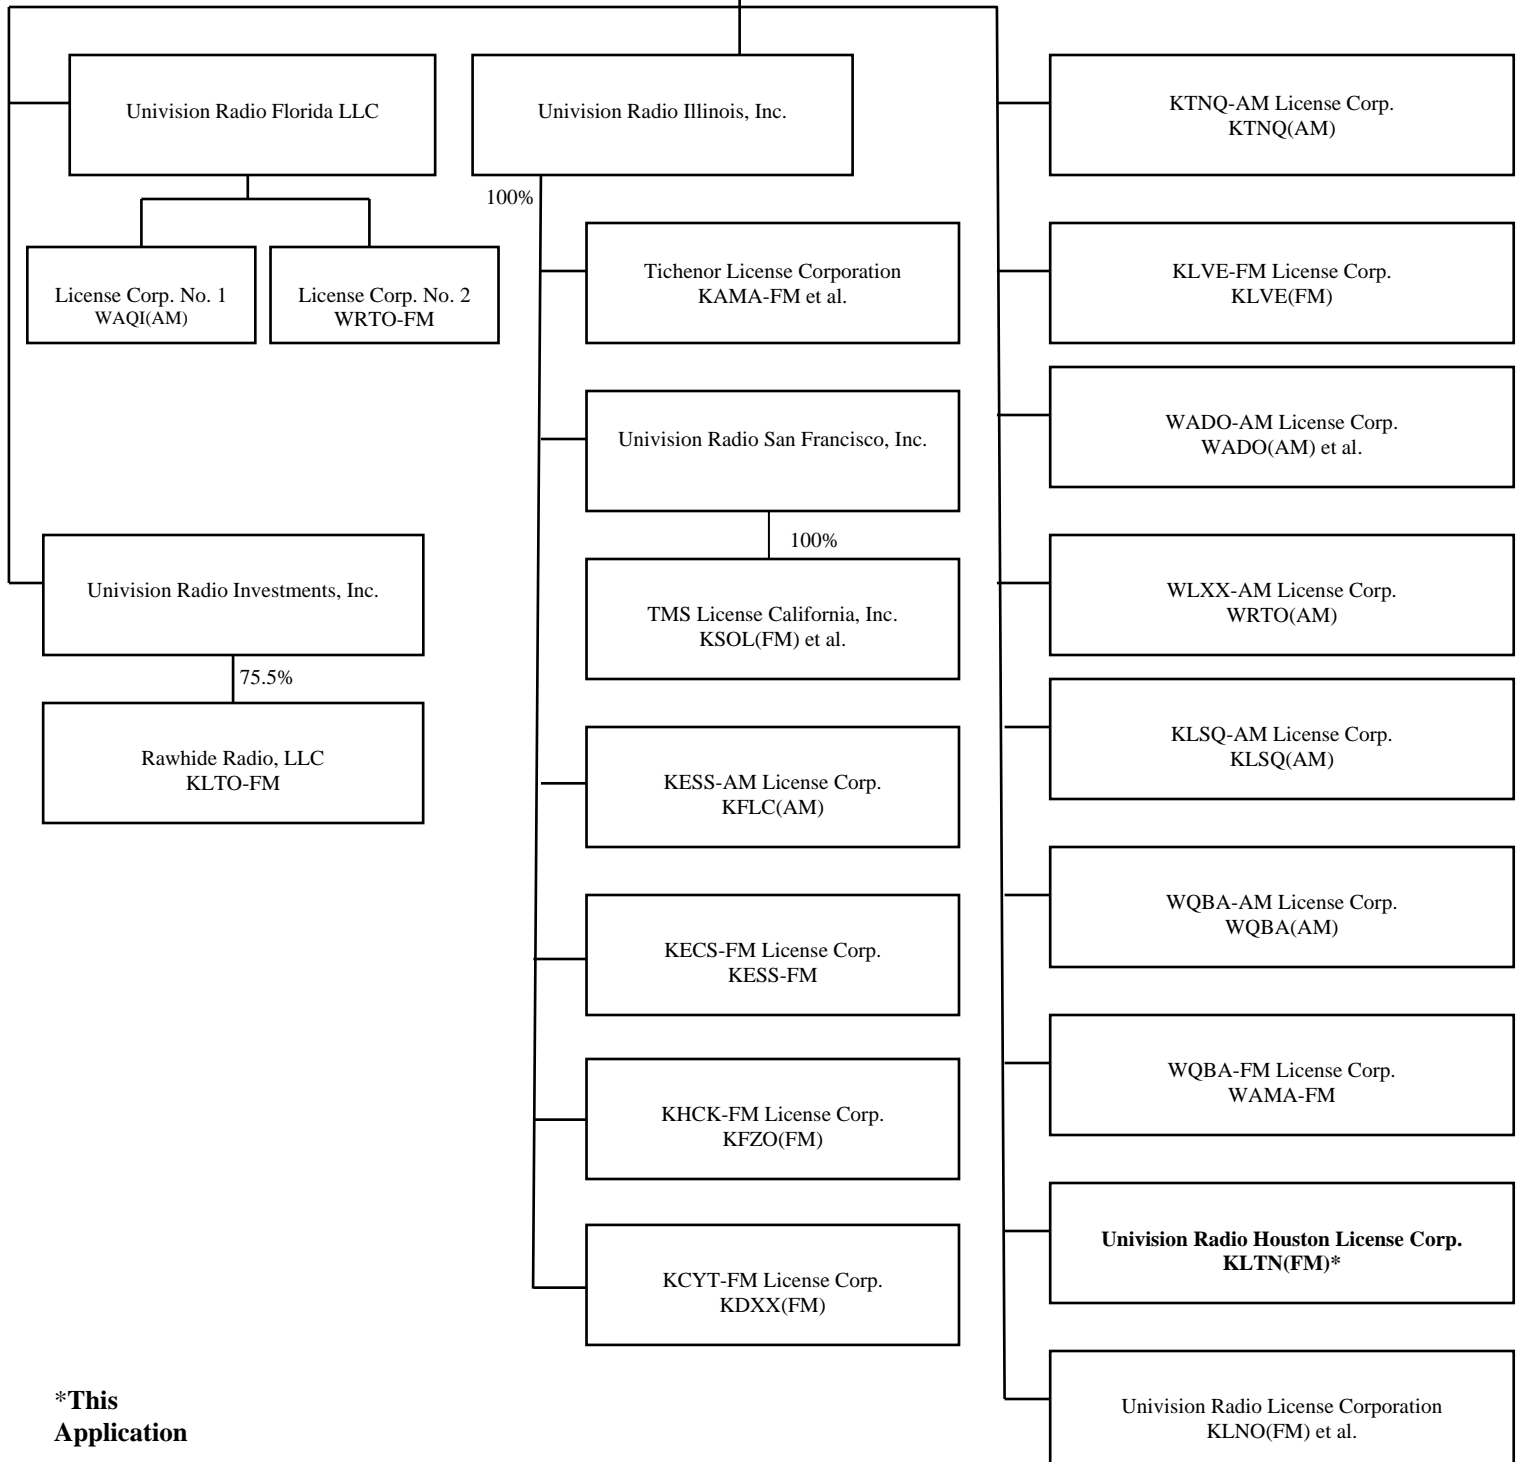 Univision Radio Florida LLC
License Corp. No. 1
WAQI(AM)
License Corp. No. 2
WRTO-FM
Univision Radio Investments, Inc.
75.5%
Rawhide Radio, LLC
KLTO-FM
Univision Radio Illinois, Inc.
100%
Tichenor License Corporation
KAMA-FM et al.
Univision Radio San Francisco, Inc.
100%
TMS License California, Inc.
KSOL(FM) et al.
KESS-AM License Corp.
KFLC(AM)
KECS-FM License Corp.
KESS-FM
KHCK-FM License Corp.
KFZO(FM)
KCYT-FM License Corp.
KDXX(FM)
KTNQ-AM License Corp.
KTNQ(AM)
KLVE-FM License Corp.
KLVE(FM)
WADO-AM License Corp.
WADO(AM) et al.
WLXX-AM License Corp.
WRTO(AM)
KLSQ-AM License Corp.
KLSQ(AM)
WQBA-AM License Corp.
WQBA(AM)
WQBA-FM License Corp.
WAMA-FM
Univision Radio Houston License Corp.
KLTN(FM)*
Univision Radio License Corporation
KLNO(FM) et al.
*This
Application